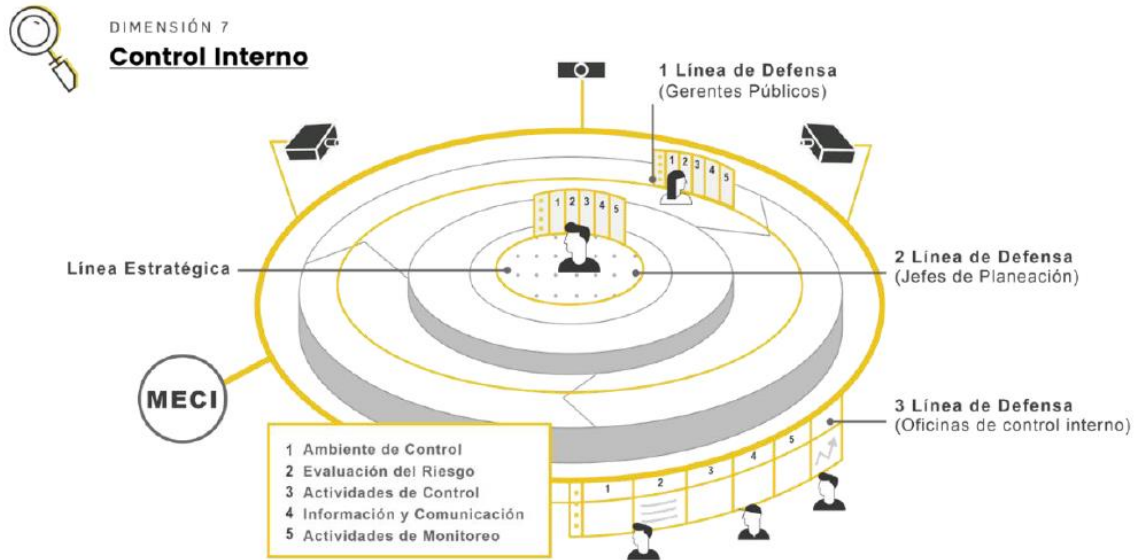 DIMENSIÓN 7
Control Interno
1 Línea de Defensa
(Gerentes Públicos)
1 2 3 4 5
1 2 3 4 5
Línea Estratégica
2 Línea de Defensa
(Jefes de Planeación)
MECI
3 Línea de Defensa
(Oficinas de control interno)
1 Ambiente de Control
2 Evaluación del Riesgo
3 Actividades de Control
4 Información y Comunicación
5 Actividades de Monitoreo
1 2 3 4 5